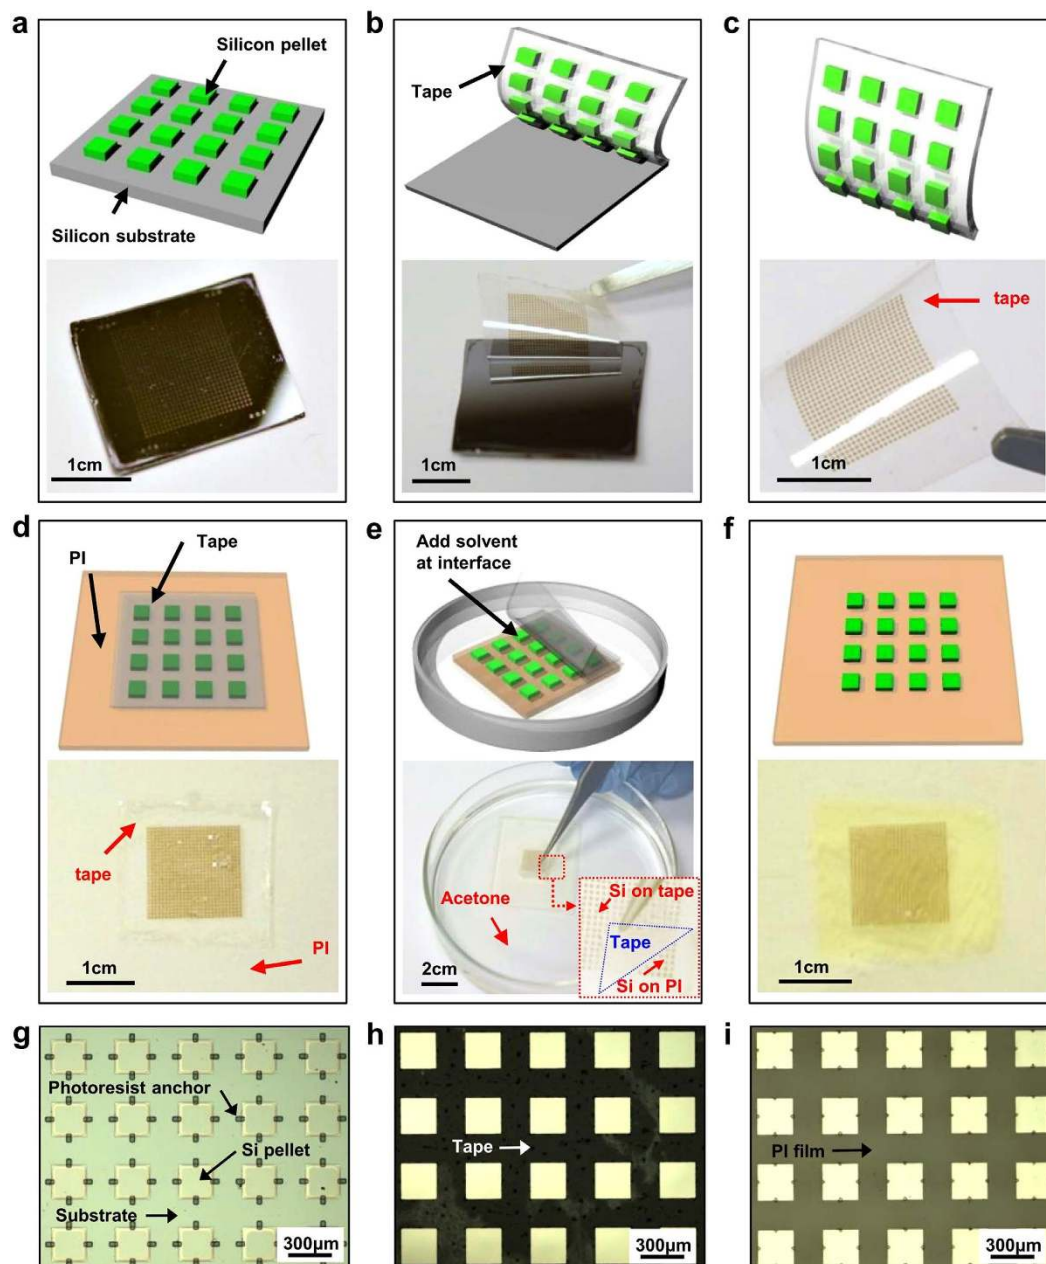 a
Silicon pellet
Silicon substrate
1cm
b
Tape
1cm
c
tape
1cm
d
PI
Tape
tape
PI
1cm
e
Add solvent
at interface
Acetone
Si on tape
Tape
Si on PI
2cm
f
1cm
g
Photoresist anchor
Si pellet
Substrate
300μm
h
Tape
300μm
i
PI film
300μm